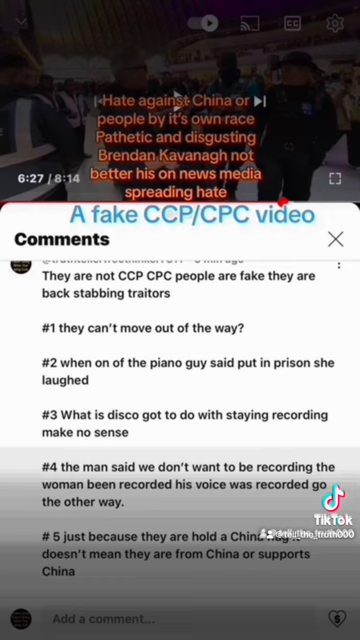 Hate against China or
people by it's own race
Pathetic and disgusting
Brendan Kavanagh not
better his on news media
spreading hate
6:27 / 8:14
A fake CCP/CPC video
Comments
They are not CCP CPC people are fake they are
back stabbing traitors
#1 they can't move out of the way?
#2 when on of the piano guy said put in prison she
laughed
#3 What is disco got to do with staying recording
make no sense
#4 the man said we don't want to be recording the
woman been recorded his voice was recorded go
the other way.
TikTok
# 5 just because they are hold a China
doesn't mean they are from China or supports
China
Add a comment...